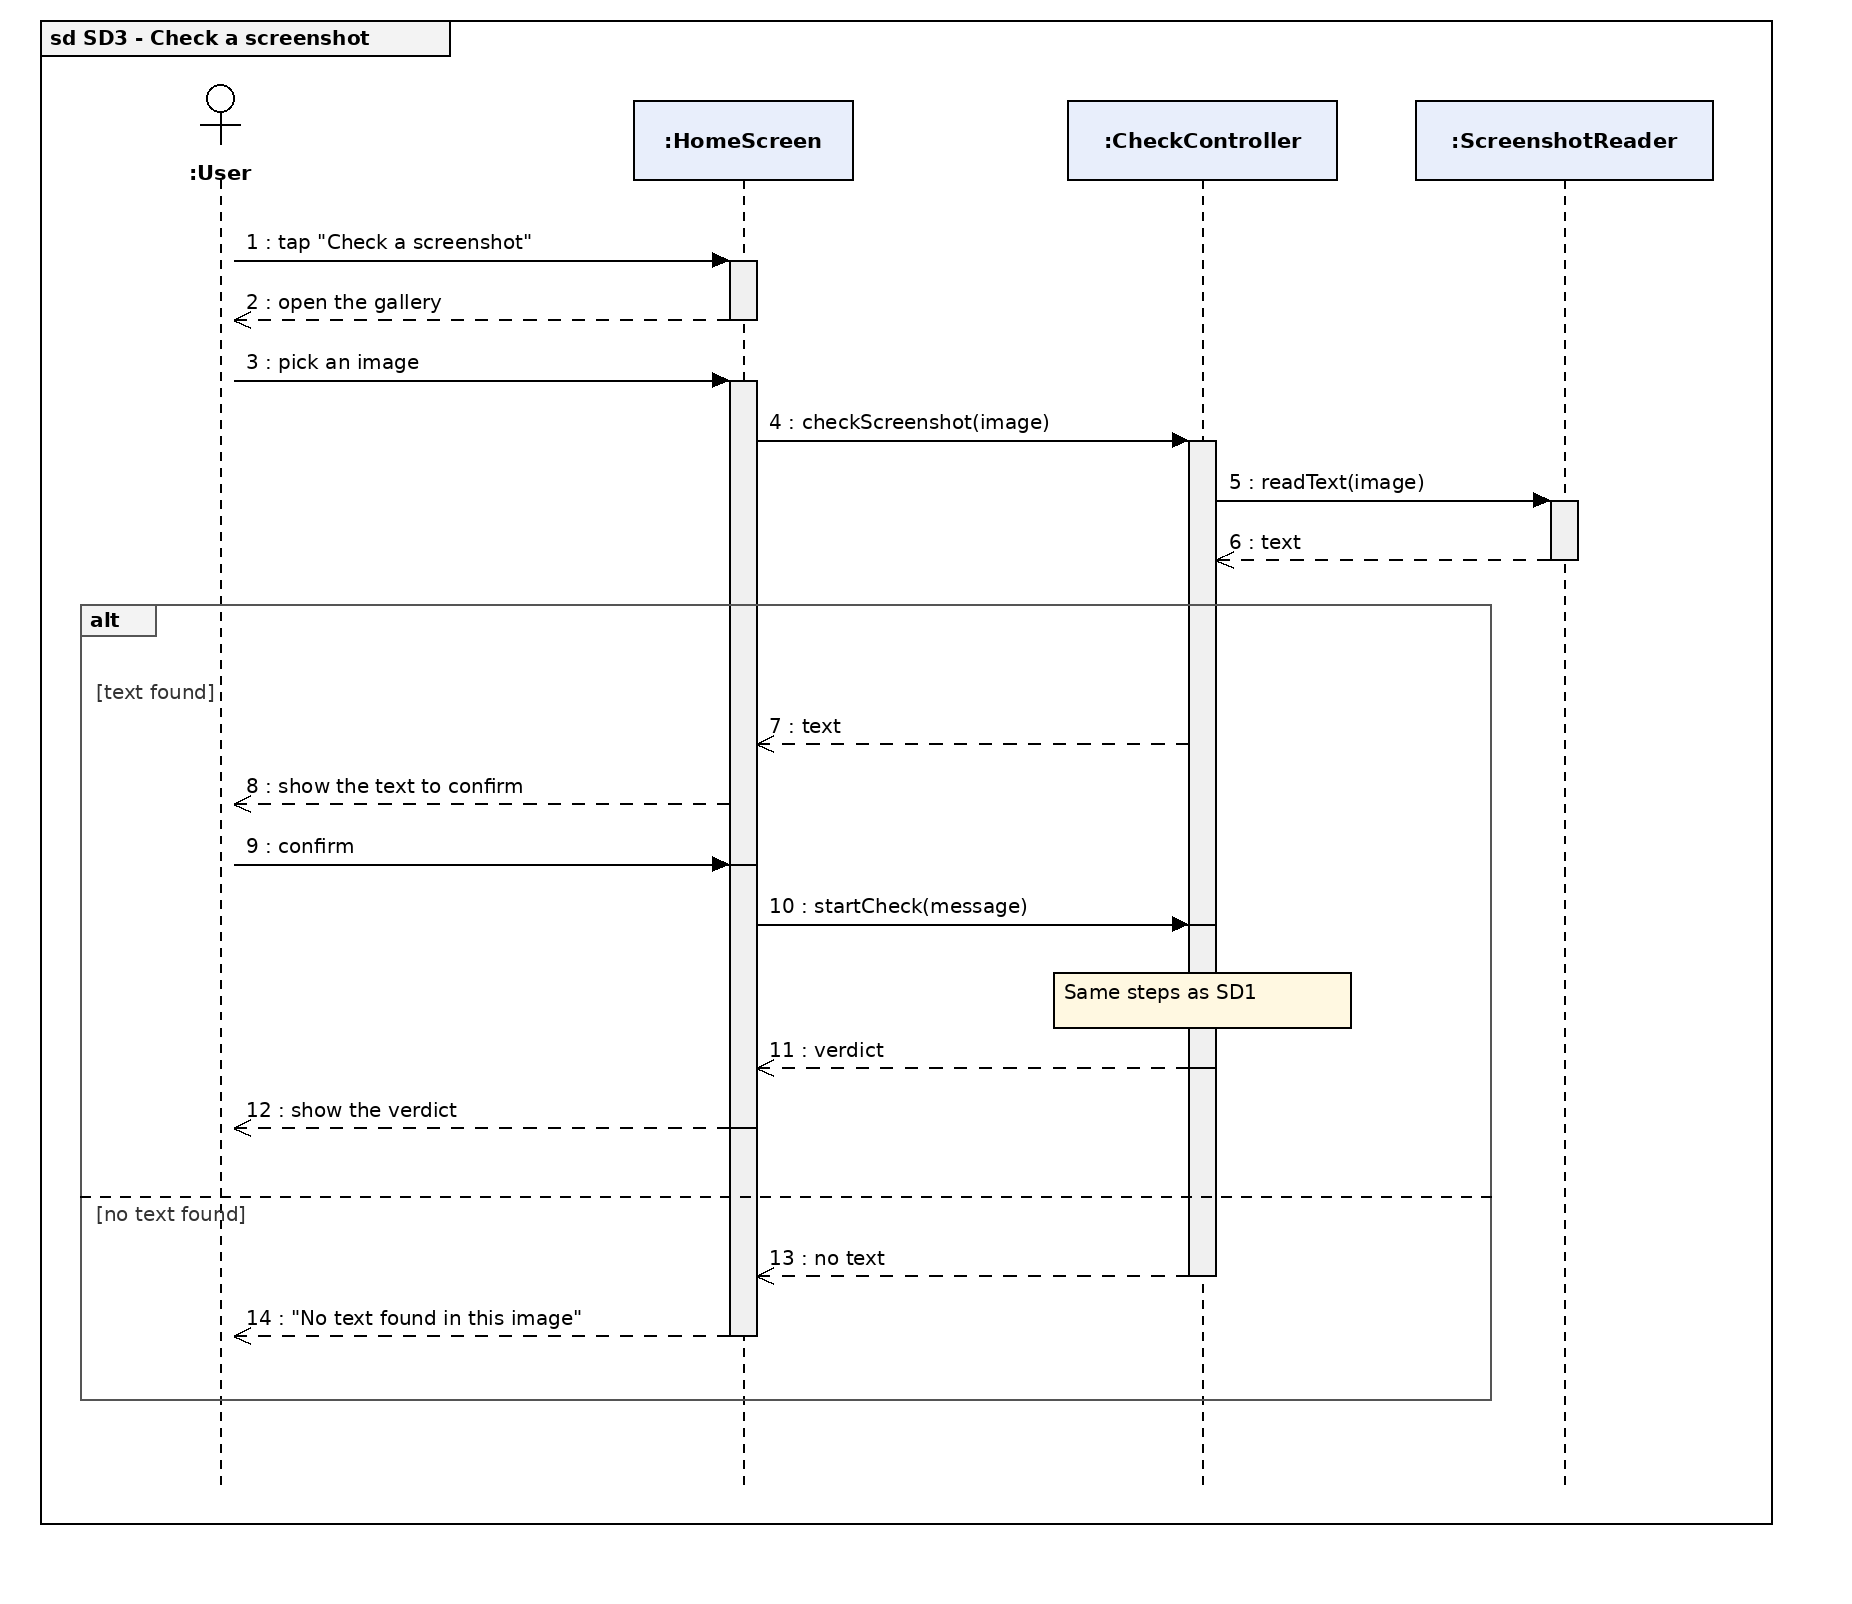 sd SD3 - Check a screenshot
:User
:HomeScreen
:CheckController
:ScreenshotReader
1 : tap "Check a screenshot"
2 : open the gallery
3 : pick an image
4 : checkScreenshot(image)
5 : readText(image)
6 : text
alt
[text found]
7 : text
8 : show the text to confirm
9 : confirm
10 : startCheck(message)
Same steps as SD1
11 : verdict
12 : show the verdict
[no text found]
13 : no text
14 : "No text found in this image"